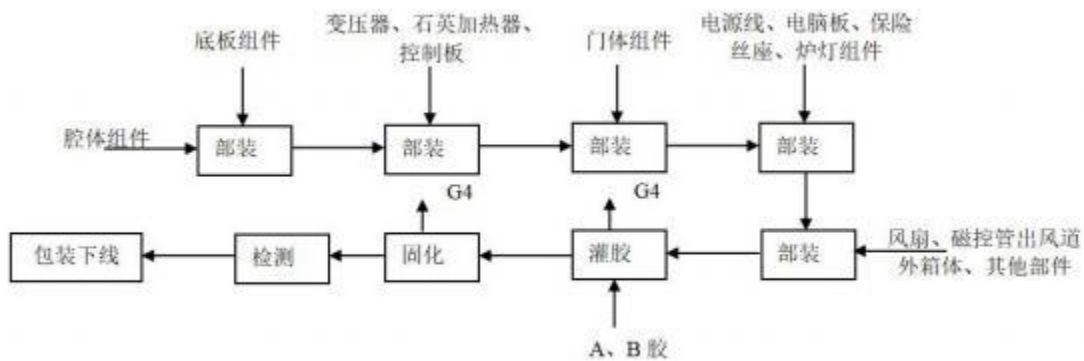 底板组件
变压器、石英加热器、
控制板
门体组件
电源线、电脑板、保险
丝座、炉灯组件
腔体组件
部装
部装
部装
部装
G4
G4
包装下线
检测
固化
灌胶
部装
风扇、磁控管出风道
外箱体、其他部件
A、B 胶